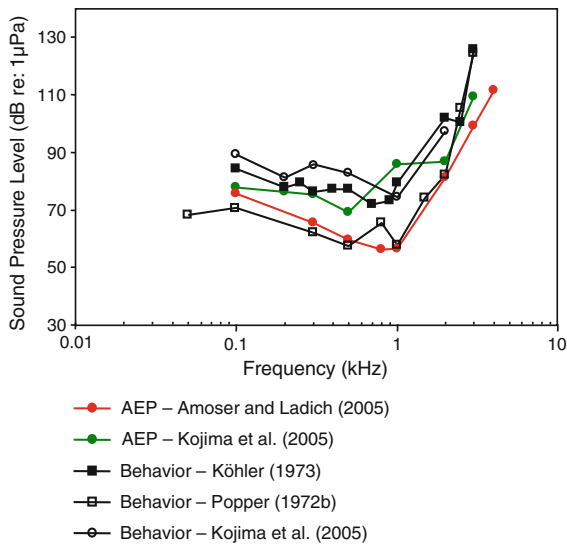 Sound Pressure Level (dB re: 1µPa)
130
110
90
70
50
30
0.01
0.1
1
10
Frequency (kHz)
AEP – Amoser and Ladich (2005)
AEP – Kojima et al. (2005)
Behavior – Köhler (1973)
Behavior – Popper (1972b)
Behavior – Kojima et al. (2005)